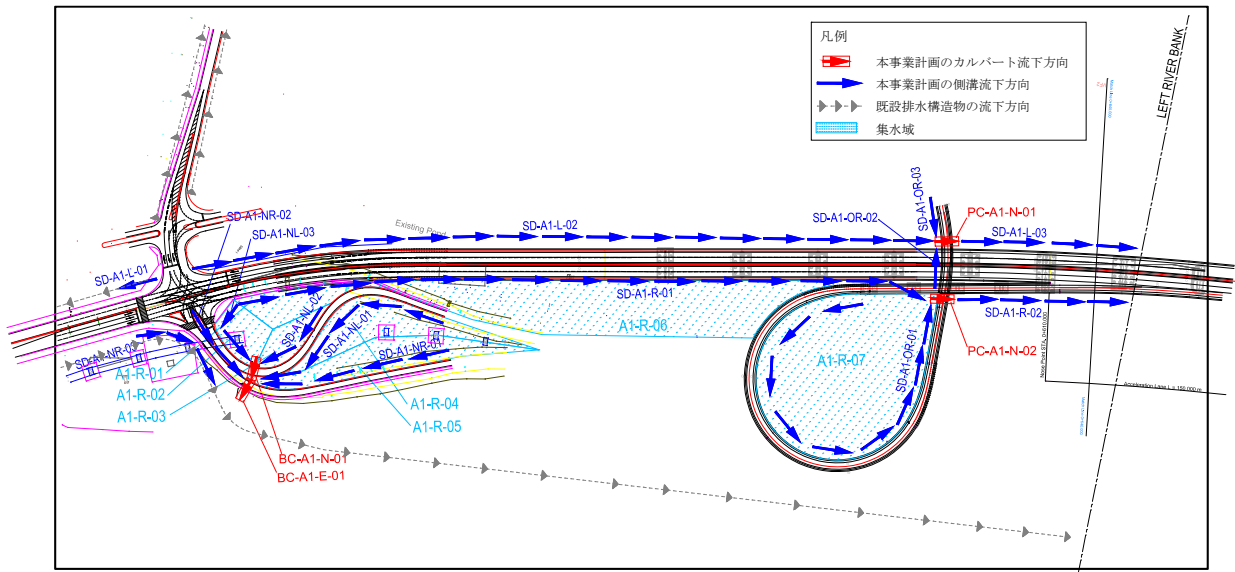 凡例
本事業計画のカルバート流下方向
本事業計画の側溝流下方向
既設排水構造物の流下方向
集水域
LEFT RIVER BANK
SD-A1-OR-03
PC-A1-N-01
SD-A1-NR-02
SD-A1-OR-02
SD-A1-NL-03
Existing Pond
SD-A1-L-02
SD-A1-L-03
SD-A1-L-01
SD-A1-R-01
SD-A1-R-02
SD-A1-NL-02
SD-A1-NL-01
A1-R-06
PC-A1-N-02
SD-A1-NR-01
SD-A1-OR-01
A1-R-07
A1-R-01
A1-R-02
A1-R-03
A1-R-04
A1-R-05
Acceleration Lane L = 150.000 m
BC-A1-N-01
BC-A1-E-01